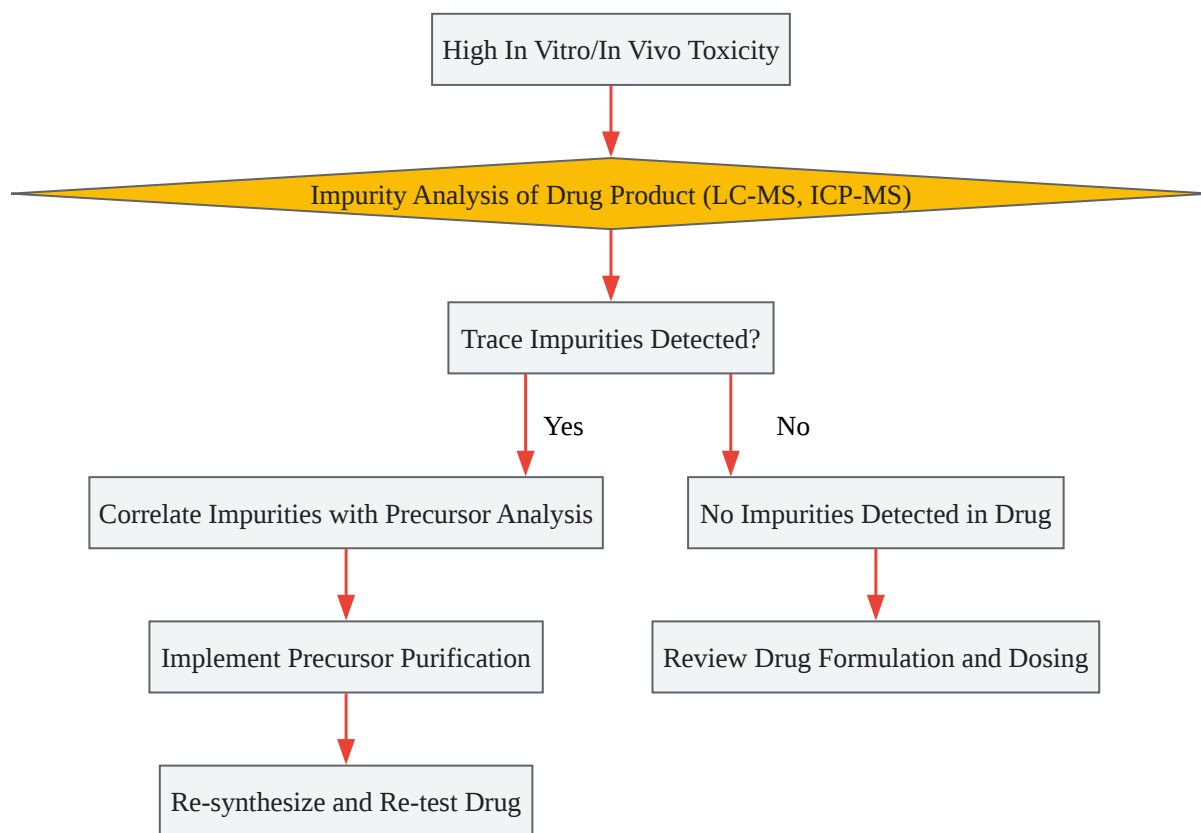 High In Vitro/In Vivo Toxicity
Impurity Analysis of Drug Product (LC-MS, ICP-MS)
Trace Impurities Detected?
Yes
No
Correlate Impurities with Precursor Analysis
No Impurities Detected in Drug
Implement Precursor Purification
Review Drug Formulation and Dosing
Re-synthesize and Re-test Drug